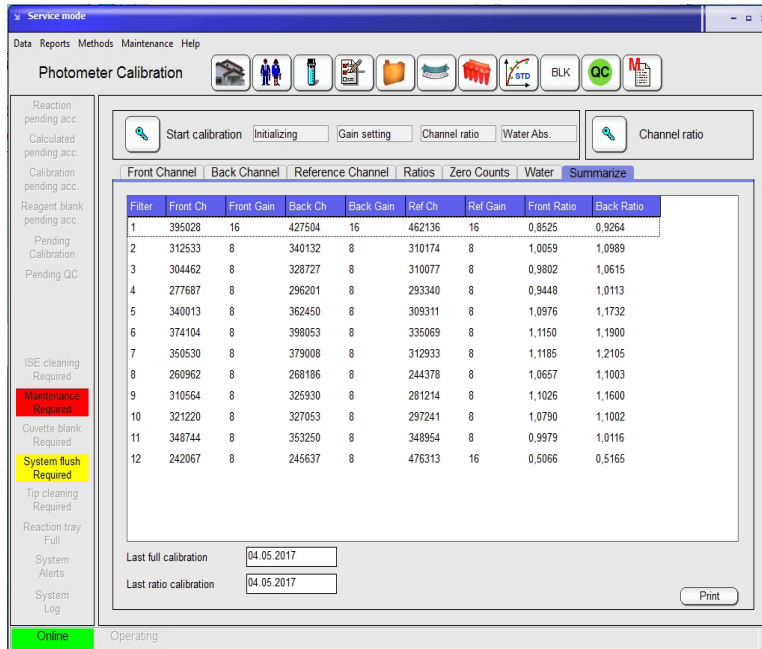 Service mode
Data Reports Methods Maintenance Help
Photometer Calibration
STD
BLK
QC
M
Reaction
pending acc.
Calculated
pending acc.
Calibration
pending acc.
Reagent blank
pending acc.
Pending
Calibration
Pending QC
ISE cleaning
Required
Maintenance
Required
Cuvette blank
Required
System flush
Required
Tip cleaning
Required
Reaction tray
Full
System
Alerts
System
Log
Start calibration Initializing Gain setting Channel ratio Water Abs.
Channel ratio
Front Channel Back Channel Reference Channel Ratios Zero Counts Water Summarize
Filter Front Ch Front Gain Back Ch Back Gain Ref Ch Ref Gain Front Ratio Back Ratio
1 395028 16 427504 16 462136 16 0,8525 0,9264
2 312533 8 340132 8 310174 8 1,0059 1,0989
3 304462 8 328727 8 310077 8 0,9802 1,0615
4 277687 8 296201 8 293340 8 0,9448 1,0113
5 340013 8 362450 8 309311 8 1,0976 1,1732
6 374104 8 398053 8 335069 8 1,1150 1,1900
7 350530 8 379008 8 312933 8 1,1185 1,2105
8 260962 8 268186 8 244378 8 1,0657 1,1003
9 310564 8 325930 8 281214 8 1,1026 1,1600
10 321220 8 327053 8 297241 8 1,0790 1,1002
11 348744 8 353250 8 348954 8 0,9979 1,0116
12 242067 8 245637 8 476313 16 0,5066 0,5165
Last full calibration 04.05.2017
Last ratio calibration 04.05.2017
Print
Online Operating